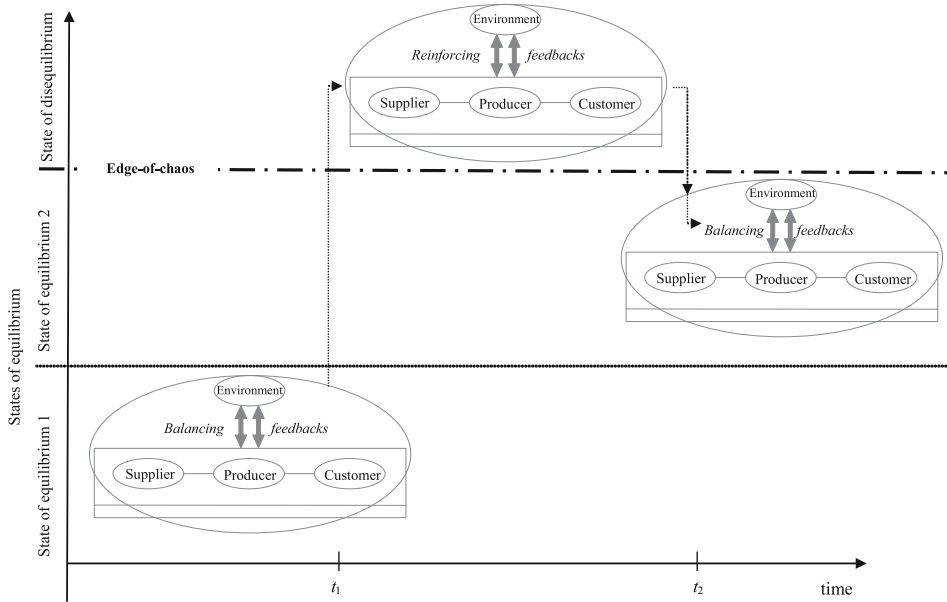 Environment
Reinforcing feedbacks
Supplier Producer Customer
State of disequilibrium
Edge-of-chaos
Environment
Balancing feedbacks
Supplier Producer Customer
State of equilibrium 2
States of equilibrium
Environment
Balancing feedbacks
Supplier Producer Customer
State of equilibrium 1
t1 t2 time